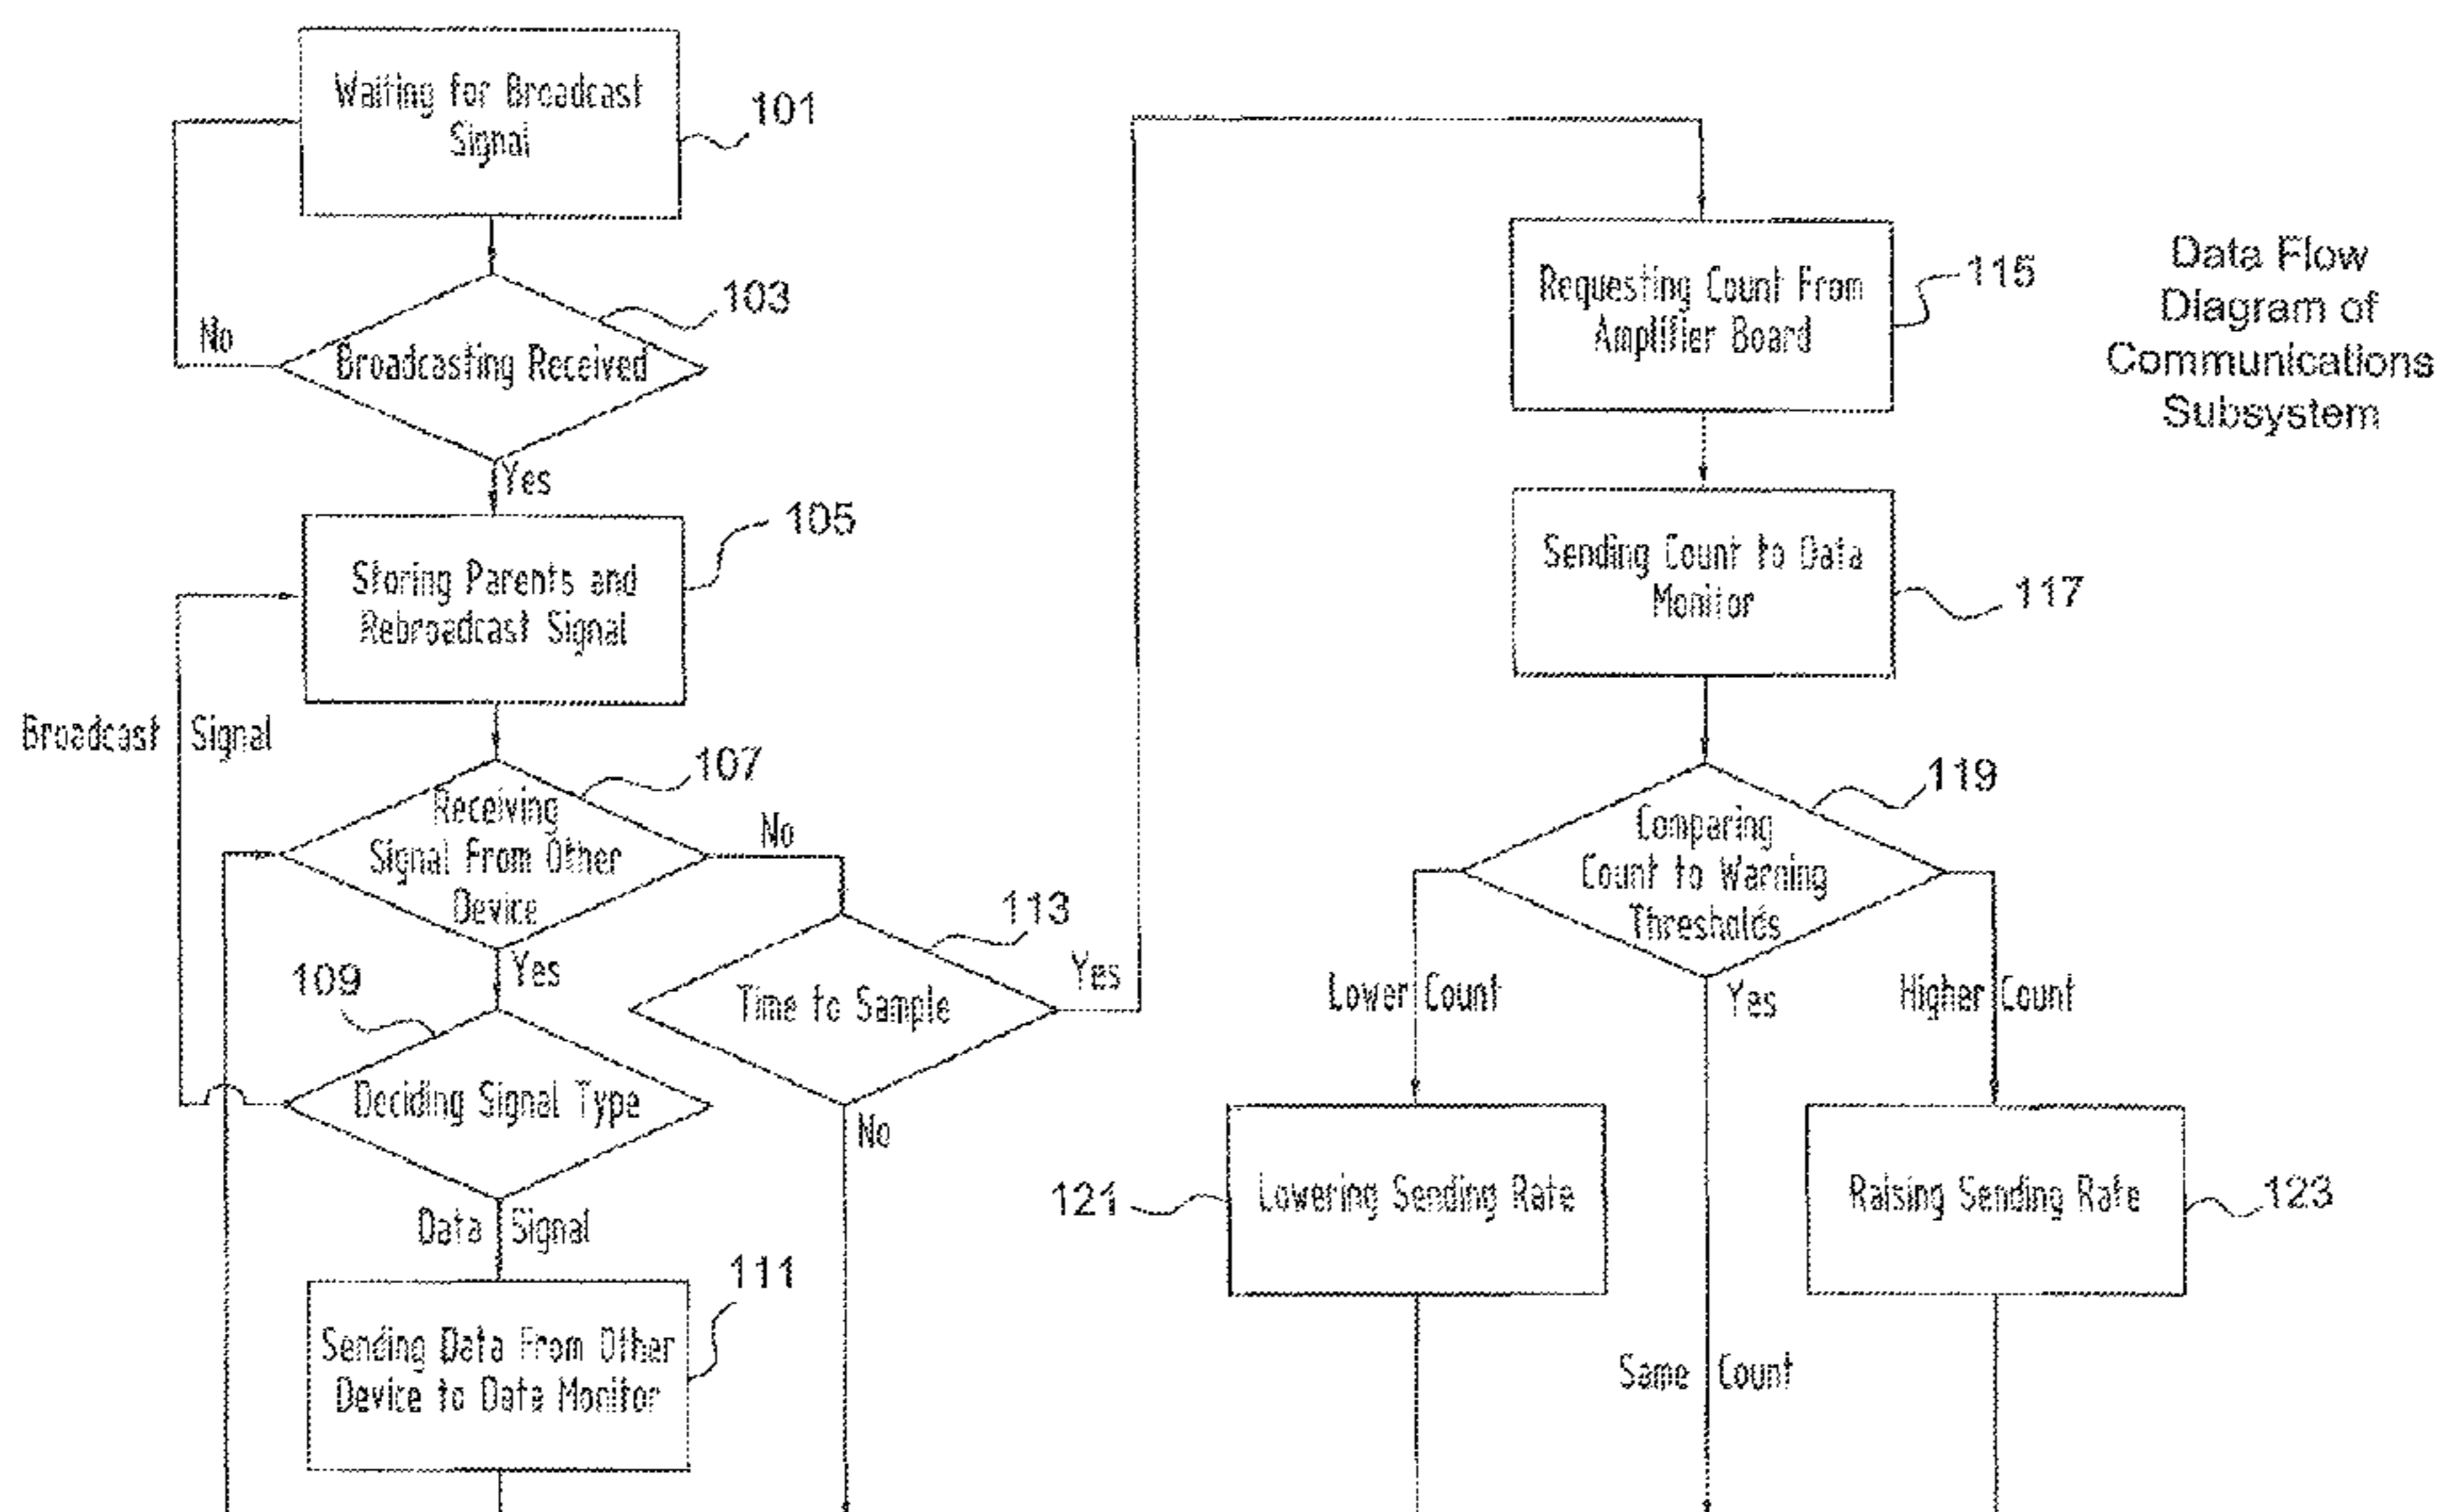 Waiting for Broadcast
Signal
101
103
No
Broadcasting Received
Yes
105
Storing Parents and
Rebroadcast Signal
Broadcast Signal
107
Receiving
Signal From Other
Device
No
Yes
109
113
Time to Sample
Yes
Deciding Signal Type
No
Data Signal
111
Sending Data From Other
Device to Data Monitor
115
Requesting Count From
Amplifier Board
Data Flow
Diagram of
Communications
Subsystem
Sending Count to Data
Monitor
117
119
Comparing
Count to Warning
Thresholds
Lower Count
Yes
Higher Count
121
Lowering Sending Rate
Raising Sending Rate
123
Same Count